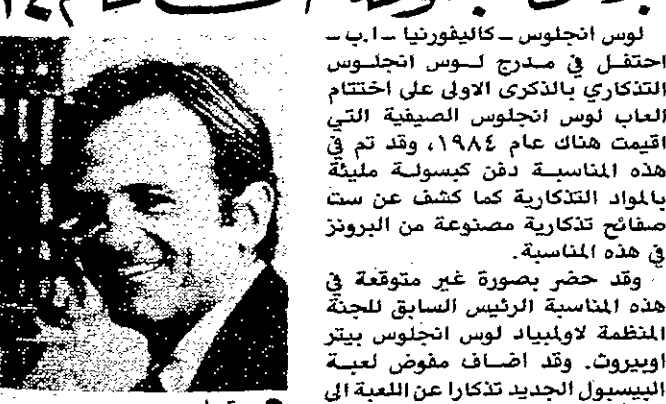 لوس انجلوس ـ كاليفورنيا ـ ا.ب ـ
احتفل في مدرج لوس انجلوس
التذكاري بالذكرى الاولى على اختتام
العاب لوس انجلوس الصيفية التي
اقيمت هناك عام ١٩٨٤، وقد تم في
هذه المناسبة دفن كبسولة مليئة
بالمواد التذكارية كما كشف عن ست
صفائح تذكارية مصنوعة من البرونز
في هذه المناسبة.
وقد حضر بصورة غير متوقعة في
هذه المناسبة الرئيس السابق للجنة
المنظمة لاولمبياد لوس انجلوس بيتر
اوبيروث. وقد اضاف مفوض لعبة
البيسبول الجديد تذكارا عن اللعبة الى